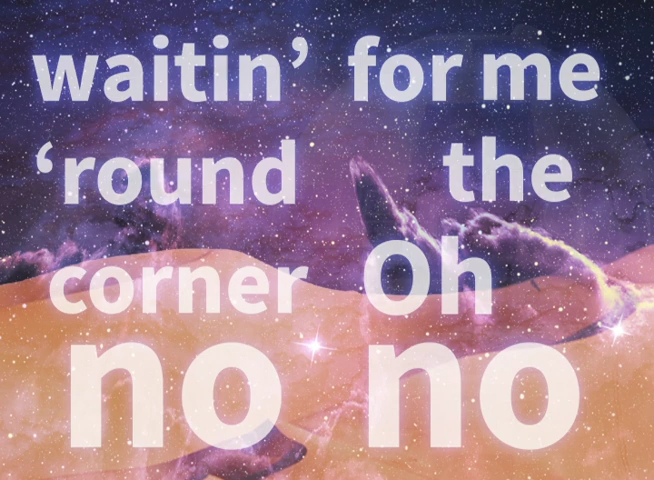 waitin’ for me
‘round the
corner Oh
no no